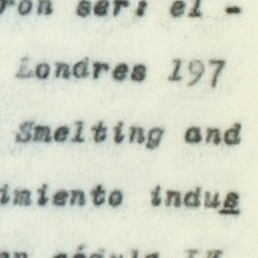 ron ser: el -
Londres 197
Smelting and
imiento indus